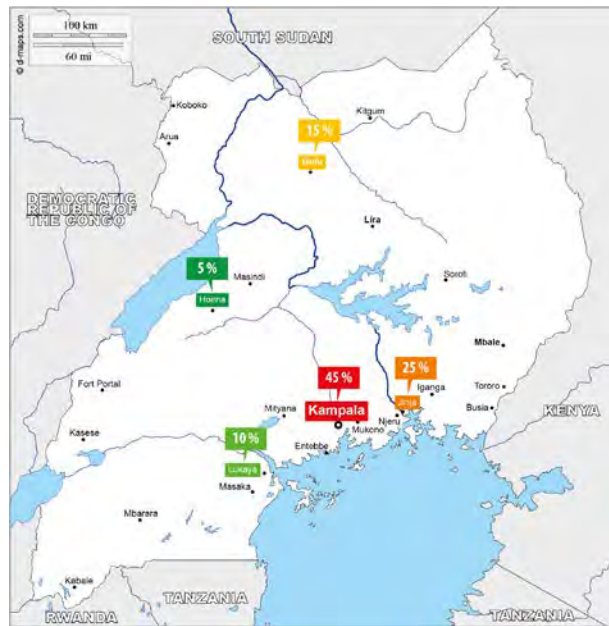 100 km
60 mi
© d-maps.com
SOUTH SUDAN
Koboko
Kitgum
Arua
15 %
Gulu
DEMOCRATIC
REPUBLIC OF
THE CONGO
Lira
5 %
Masindi
Soroti
Hoima
Mbale
45 %
25 %
Fort Portal
Iganga
Tororo
Jinja
Busia
Kampala
Mityana
Njeru
Mukono
KENYA
Kasese
Entebbe
10 %
Lukaya
Masaka
Mbarara
Kabale
TANZANIA
RWANDA
TANZANIA